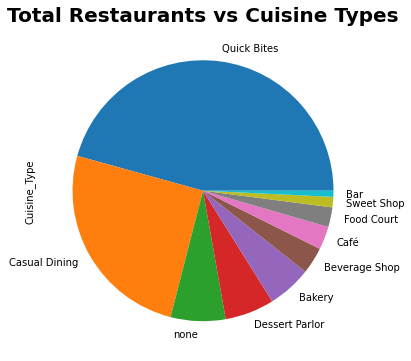 Total Restaurants vs Cuisine Types
Quick Bites
Cuisine_Type
Casual Dining
none
Dessert Parlor
Bakery
Beverage Shop
Café
Food Court
Sweet Shop
Bar